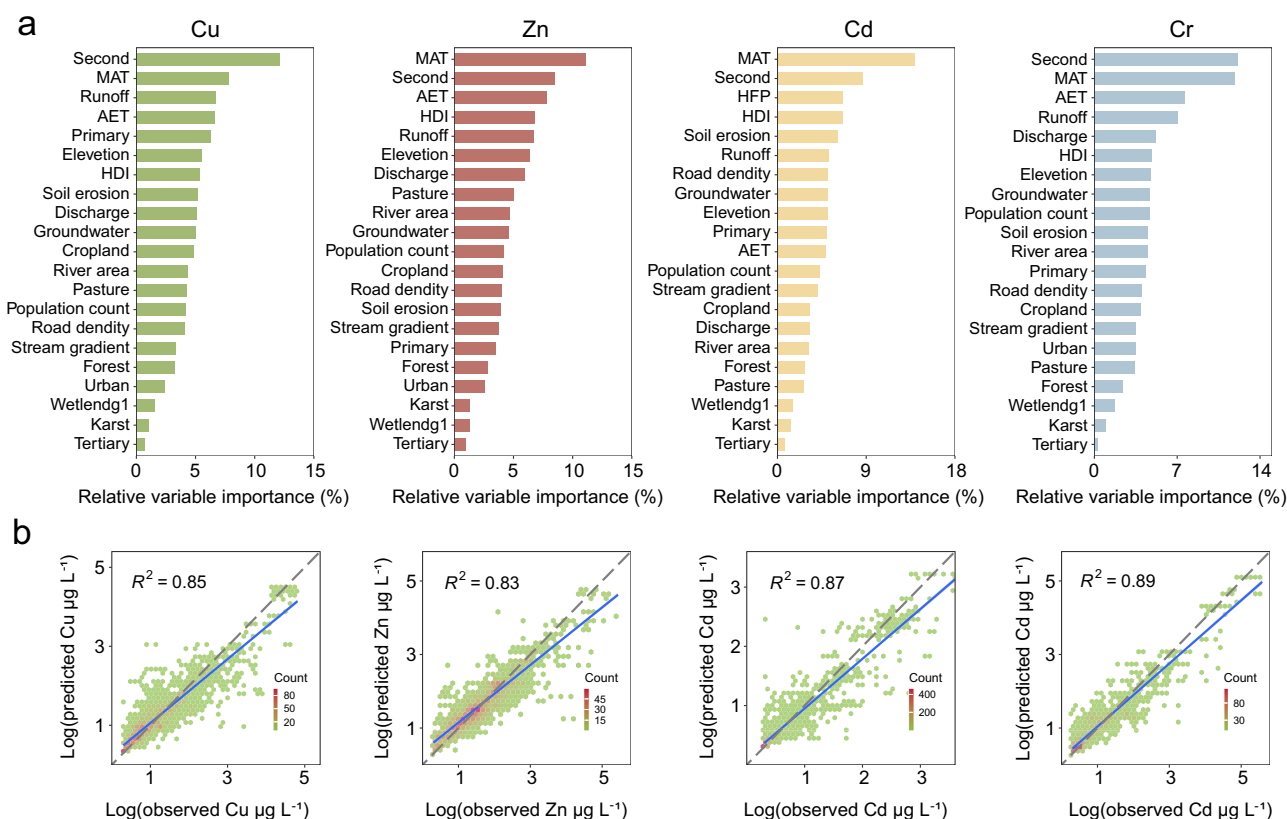 a
Cu
Second
MAT
Runoff
AET
Primary
Elevetion
HDI
Soil erosion
Discharge
Groundwater
Cropland
River area
Pasture
Population count
Road dendity
Stream gradient
Forest
Urban
Wetlendg1
Karst
Tertiary
0 5 10 15
Relative variable importance (%)
Zn
MAT
Second
AET
HDI
Runoff
Elevetion
Discharge
Pasture
River area
Groundwater
Population count
Cropland
Road dendity
Soil erosion
Stream gradient
Primary
Forest
Urban
Karst
Wetlendg1
Tertiary
0 5 10 15
Relative variable importance (%)
Cd
MAT
Second
HFP
HDI
Soil erosion
Runoff
Road dendity
Groundwater
Elevetion
Primary
AET
Population count
Stream gradient
Cropland
Discharge
River area
Forest
Pasture
Wetlendg1
Karst
Tertiary
0 9 18
Relative variable importance (%)
Cr
Second
MAT
AET
Runoff
Discharge
HDI
Elevetion
Groundwater
Population count
Soil erosion
River area
Primary
Road dendity
Cropland
Stream gradient
Urban
Pasture
Forest
Wetlendg1
Karst
Tertiary
0 7 14
Relative variable importance (%)
b
Log(predicted Cu µg L⁻¹)
5
3
1
R² = 0.85
Count
80
50
20
1 3 5
Log(observed Cu µg L⁻¹)
Log(predicted Zn µg L⁻¹)
5
3
1
R² = 0.83
Count
45
30
15
1 3 5
Log(observed Zn µg L⁻¹)
Log(predicted Cd µg L⁻¹)
3
2
1
R² = 0.87
Count
400
200
1 2 3
Log(observed Cd µg L⁻¹)
Log(predicted Cd µg L⁻¹)
5
3
1
R² = 0.89
Count
80
30
1 3 5
Log(observed Cd µg L⁻¹)